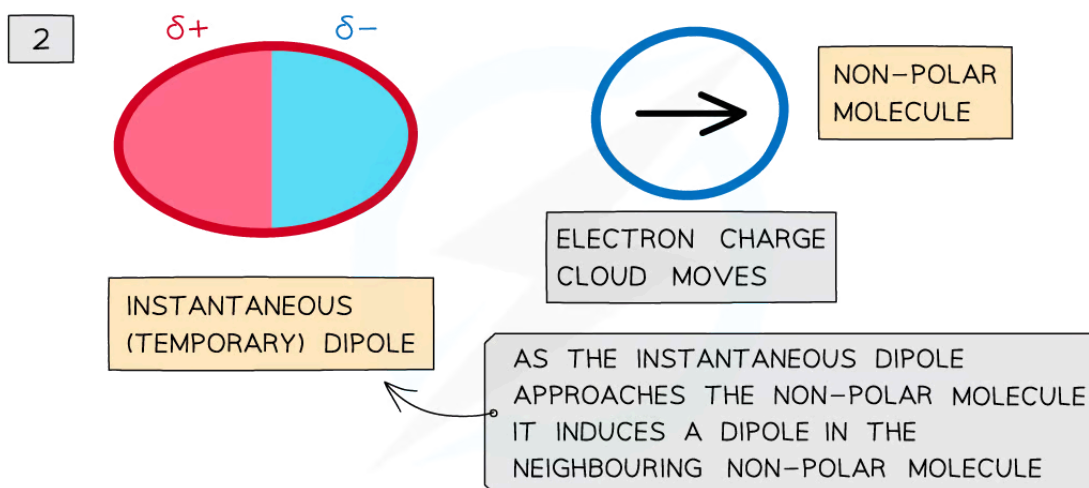 2
δ+
δ−
NON-POLAR
MOLECULE
ELECTRON CHARGE
CLOUD MOVES
INSTANTANEOUS
(TEMPORARY) DIPOLE
AS THE INSTANTANEOUS DIPOLE
APPROACHES THE NON-POLAR MOLECULE
IT INDUCES A DIPOLE IN THE
NEIGHBOURING NON-POLAR MOLECULE